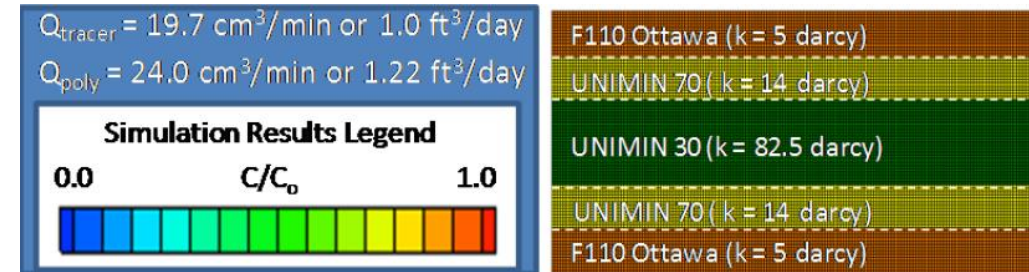 Qtracer = 19.7 cm³/min or 1.0 ft³/day
Qpoly = 24.0 cm³/min or 1.22 ft³/day
Simulation Results Legend
0.0 C/Co 1.0
F110 Ottawa (k = 5 darcy)
UNIMIN 70 ( k = 14 darcy)
UNIMIN 30 (k = 82.5 darcy)
UNIMIN 70 ( k = 14 darcy)
F110 Ottawa (k = 5 darcy)